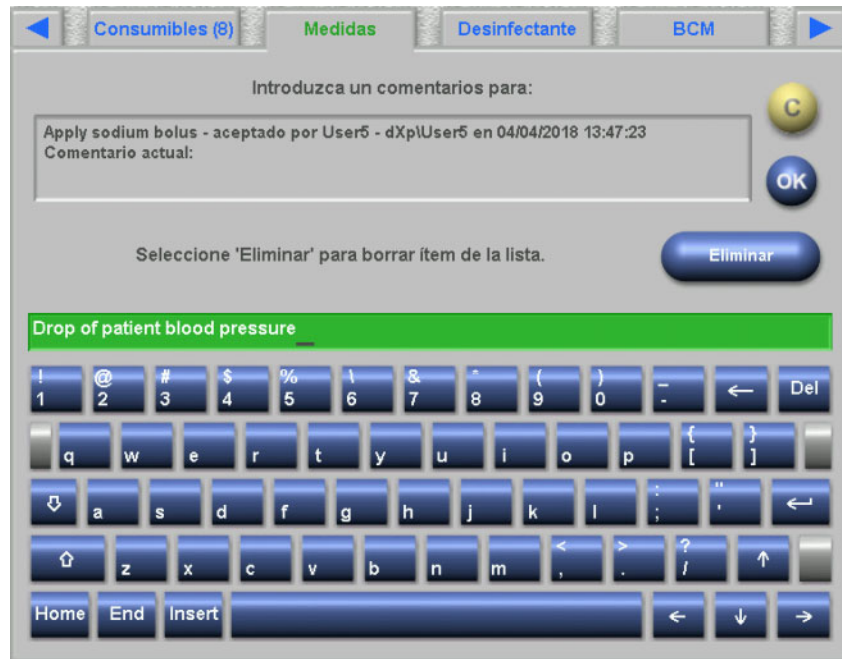 Consumibles (8) Medidas Desinfectante BCM
Introduzca un comentarios para:
C
Apply sodium bolus - aceptado por User5 - dXp\User5 en 04/04/2018 13:47:23
Comentario actual:
OK
Seleccione 'Eliminar' para borrar ítem de la lista.
Eliminar
Drop of patient blood pressure_
! @ # $ % \ & * ( ) _
1 2 3 4 5 6 7 8 9 0 - ← Del
{ }
q w e r t y u i o p [ ]
: "
a s d f g h j k l ; ' 
< > ?
z x c v b n m , . / ↑
Home End Insert ← ↓ →